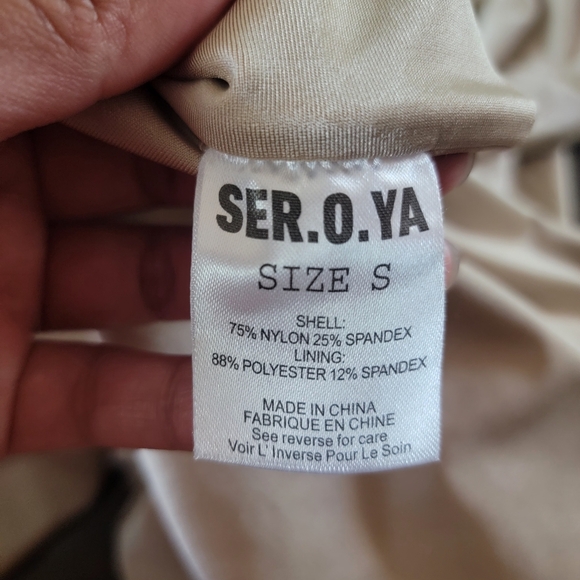 SER.O.YA
SIZE S
SHELL:
75% NYLON 25% SPANDEX
LINING:
88% POLYESTER 12% SPANDEX
MADE IN CHINA
FABRIQUE EN CHINE
See reverse for care
Voir L' Inverse Pour Le Soin